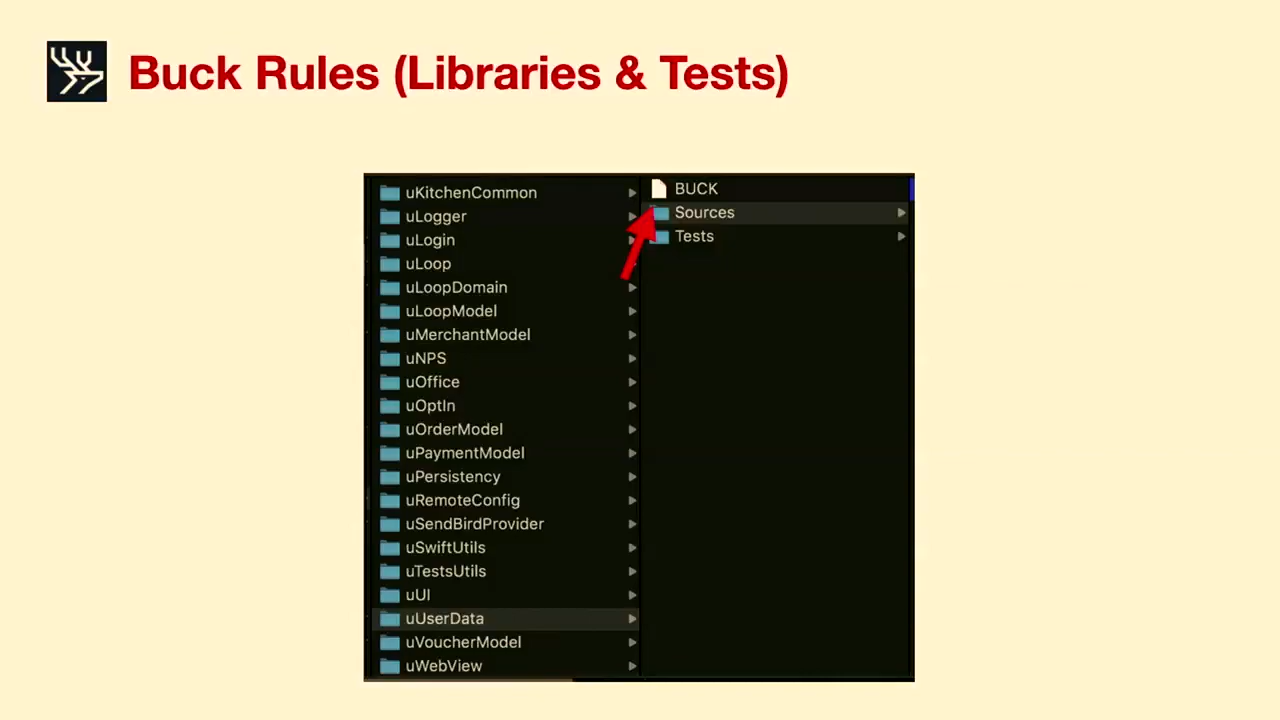 Buck Rules (Libraries & Tests)
uKitchenCommon
uLogger
uLogin
uLoop
uLoopDomain
uLoopModel
uMerchantModel
uNPS
uOffice
uOptIn
uOrderModel
uPaymentModel
uPersistency
uRemoteConfig
uSendBirdProvider
uSwiftUtils
uTestsUtils
uUI
uUserData
uVoucherModel
uWebView
BUCK
Sources
Tests